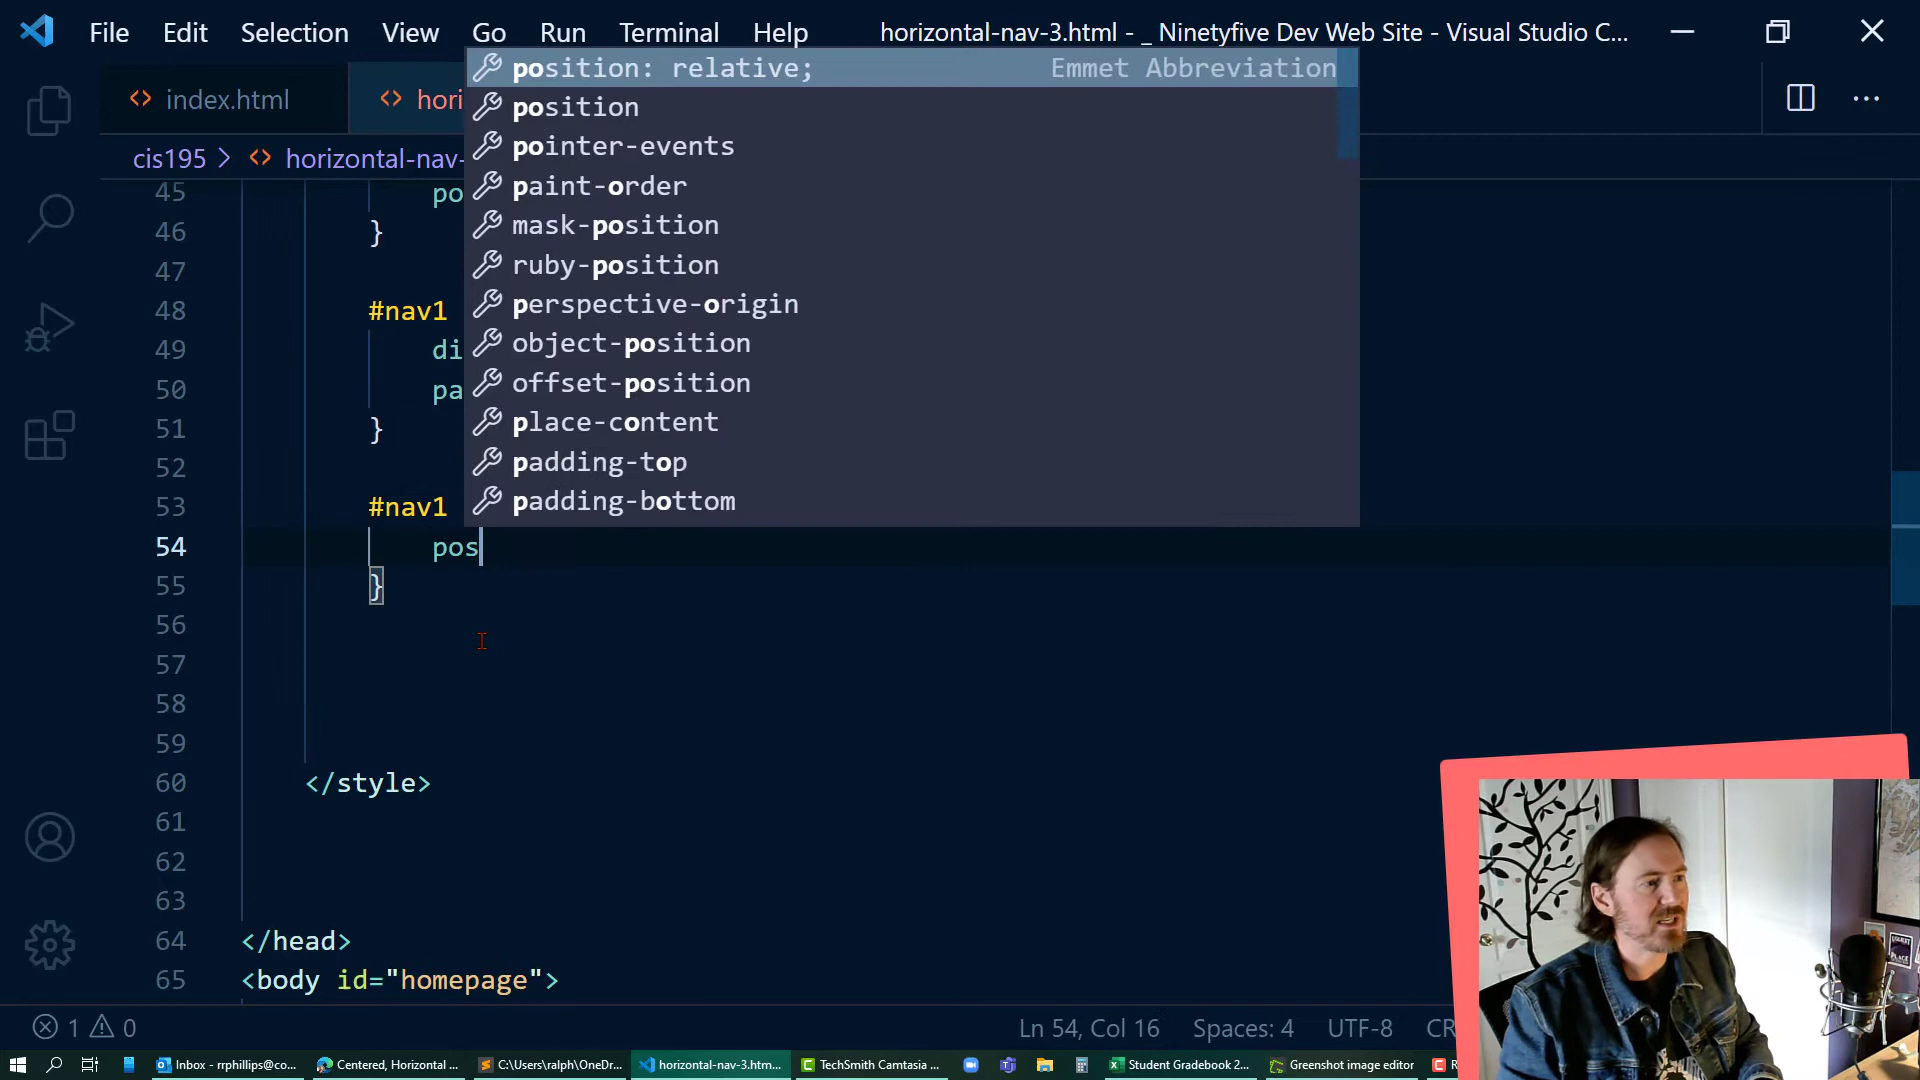 File Edit Selection View Go Run Terminal Help horizontal-nav-3.html - _ Ninetyfive Dev Web Site - Visual Studio C...
index.html
hori
cis195 > horizontal-nav-
position: relative; Emmet Abbreviation
position
pointer-events
paint-order
mask-position
ruby-position
perspective-origin
object-position
offset-position
place-content
padding-top
padding-bottom
45 po
46 }
47
48 #nav1
49 di
50 pa
51 }
52
53 #nav1
54 pos
55 }
56
57
58
59
60 </style>
61
62
63
64 </head>
65 <body id="homepage">
1 0 Ln 54, Col 16 Spaces: 4 UTF-8 CR
Inbox - rrphillips@co... Centered, Horizontal C:\Users\ralph\OneDr... horizontal-nav-3.htm... TechSmith Camtasia ... Student Gradebook 2... Greenshot image editor R